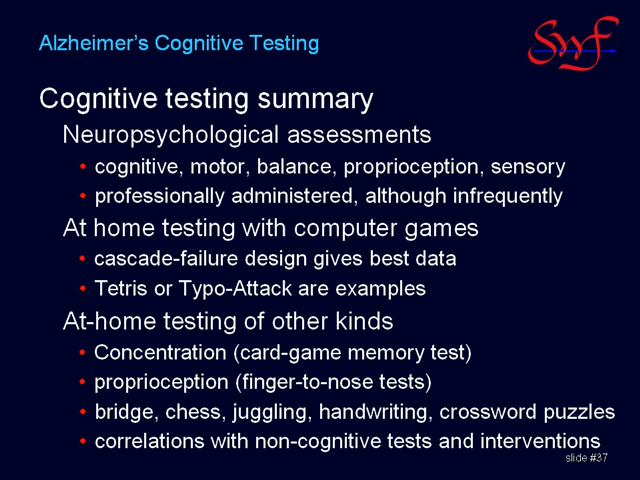 Alzheimer's Cognitive Testing
Swf
Cognitive testing summary
Neuropsychological assessments
• cognitive, motor, balance, proprioception, sensory
• professionally administered, although infrequently
At home testing with computer games
• cascade-failure design gives best data
• Tetris or Typo-Attack are examples
At-home testing of other kinds
• Concentration (card-game memory test)
• proprioception (finger-to-nose tests)
• bridge, chess, juggling, handwriting, crossword puzzles
• correlations with non-cognitive tests and interventions
slide #37